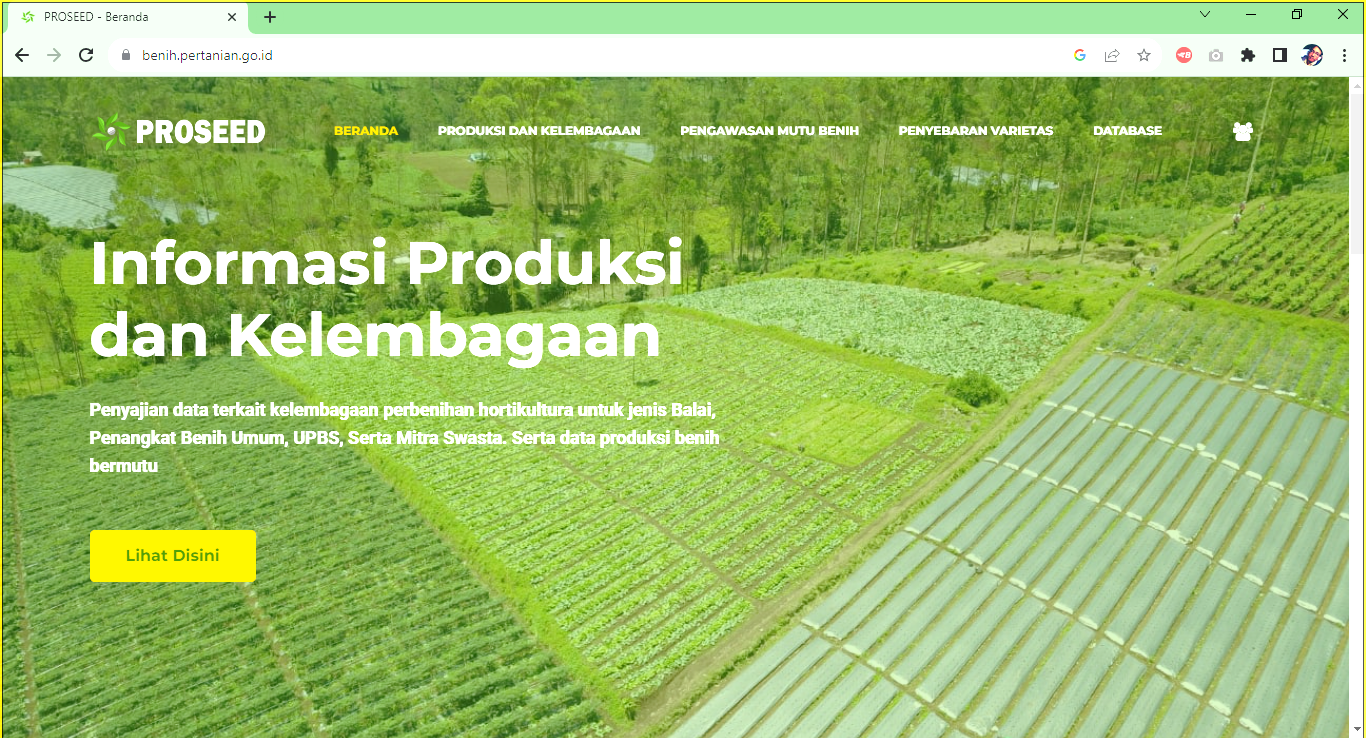 PROSEED - Beranda
benih.pertanian.go.id
PROSEED
BERANDA
PRODUKSI DAN KELEMBAGAAN
PENGAWASAN MUTU BENIH
PENYEBARAN VARIETAS
DATABASE
Informasi Produksi
dan Kelembagaan
Penyajian data terkait kelembagaan perbenihan hortikultura untuk jenis Balai,
Penangkat Benih Umum, UPBS, Serta Mitra Swasta. Serta data produksi benih
bermutu
Lihat Disini